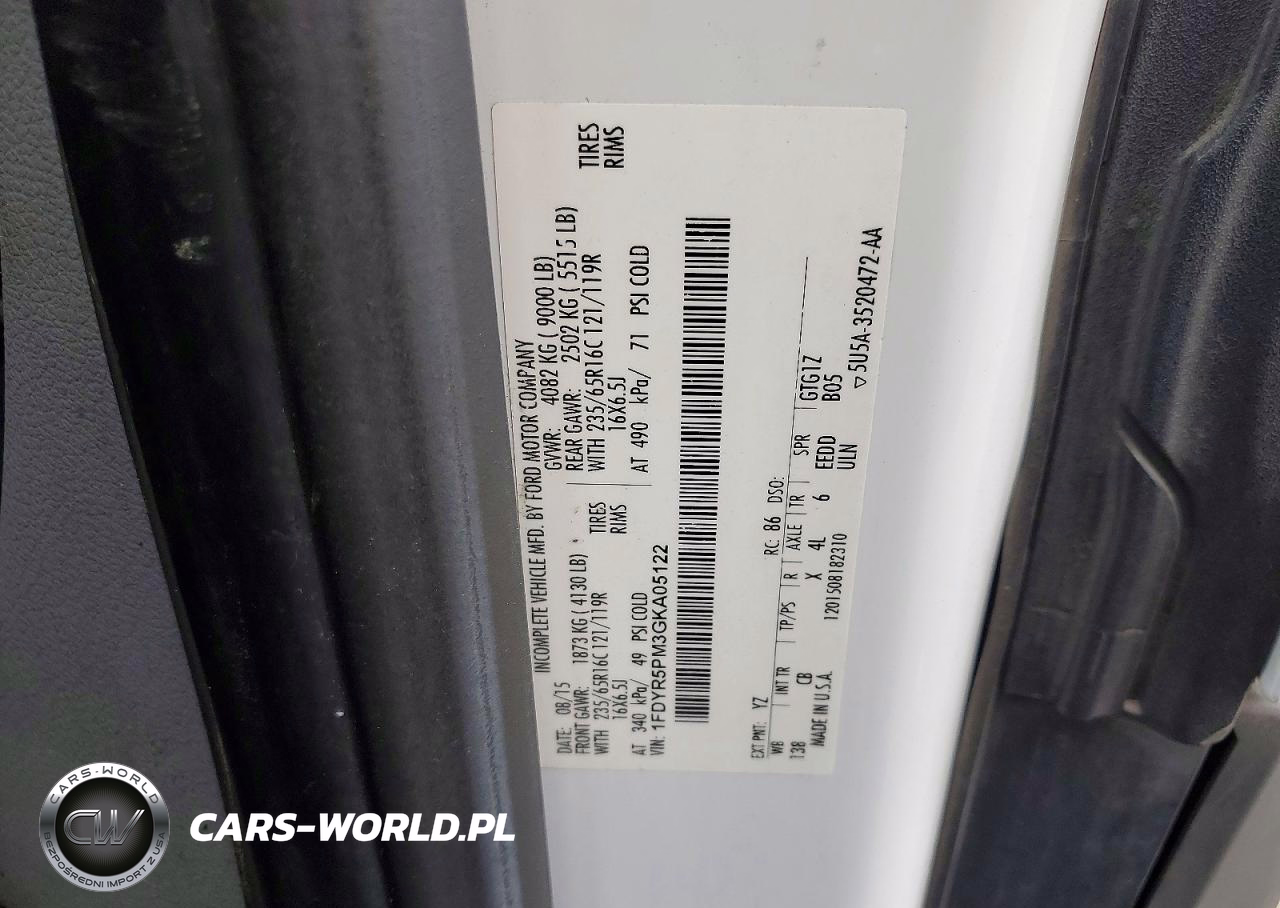 INCOMPLETE VEHICLE MFD. BY FORD MOTOR COMPANY
DATE: 08/15 GVWR: 4082 KG ( 9000 LB)
FRONT GAWR: 1873 KG ( 4130 LB) REAR GAWR: 2502 KG ( 5515 LB)
WITH 235/65R16C 121/119R TIRES WITH 235/65R16C 121/119R TIRES
16X6.5J RIMS 16X6.5J RIMS
AT 340 kPa/ 49 PSI COLD AT 490 kPa/ 71 PSI COLD
VIN: 1FDYR5PM3GKA05122
EXT PNT: YZ RC: 86 DSO:
WB INT TR TP/PS R AXLE TR SPR
138 CB X 4L 6 EEDD GTG1Z
MADE IN U.S.A. 1201508182310 ULN B05
▽5U5A-3520472-AA
CARS-WORLD
CW
BEZPOŚREDNI IMPORT Z USA
CARS-WORLD.PL